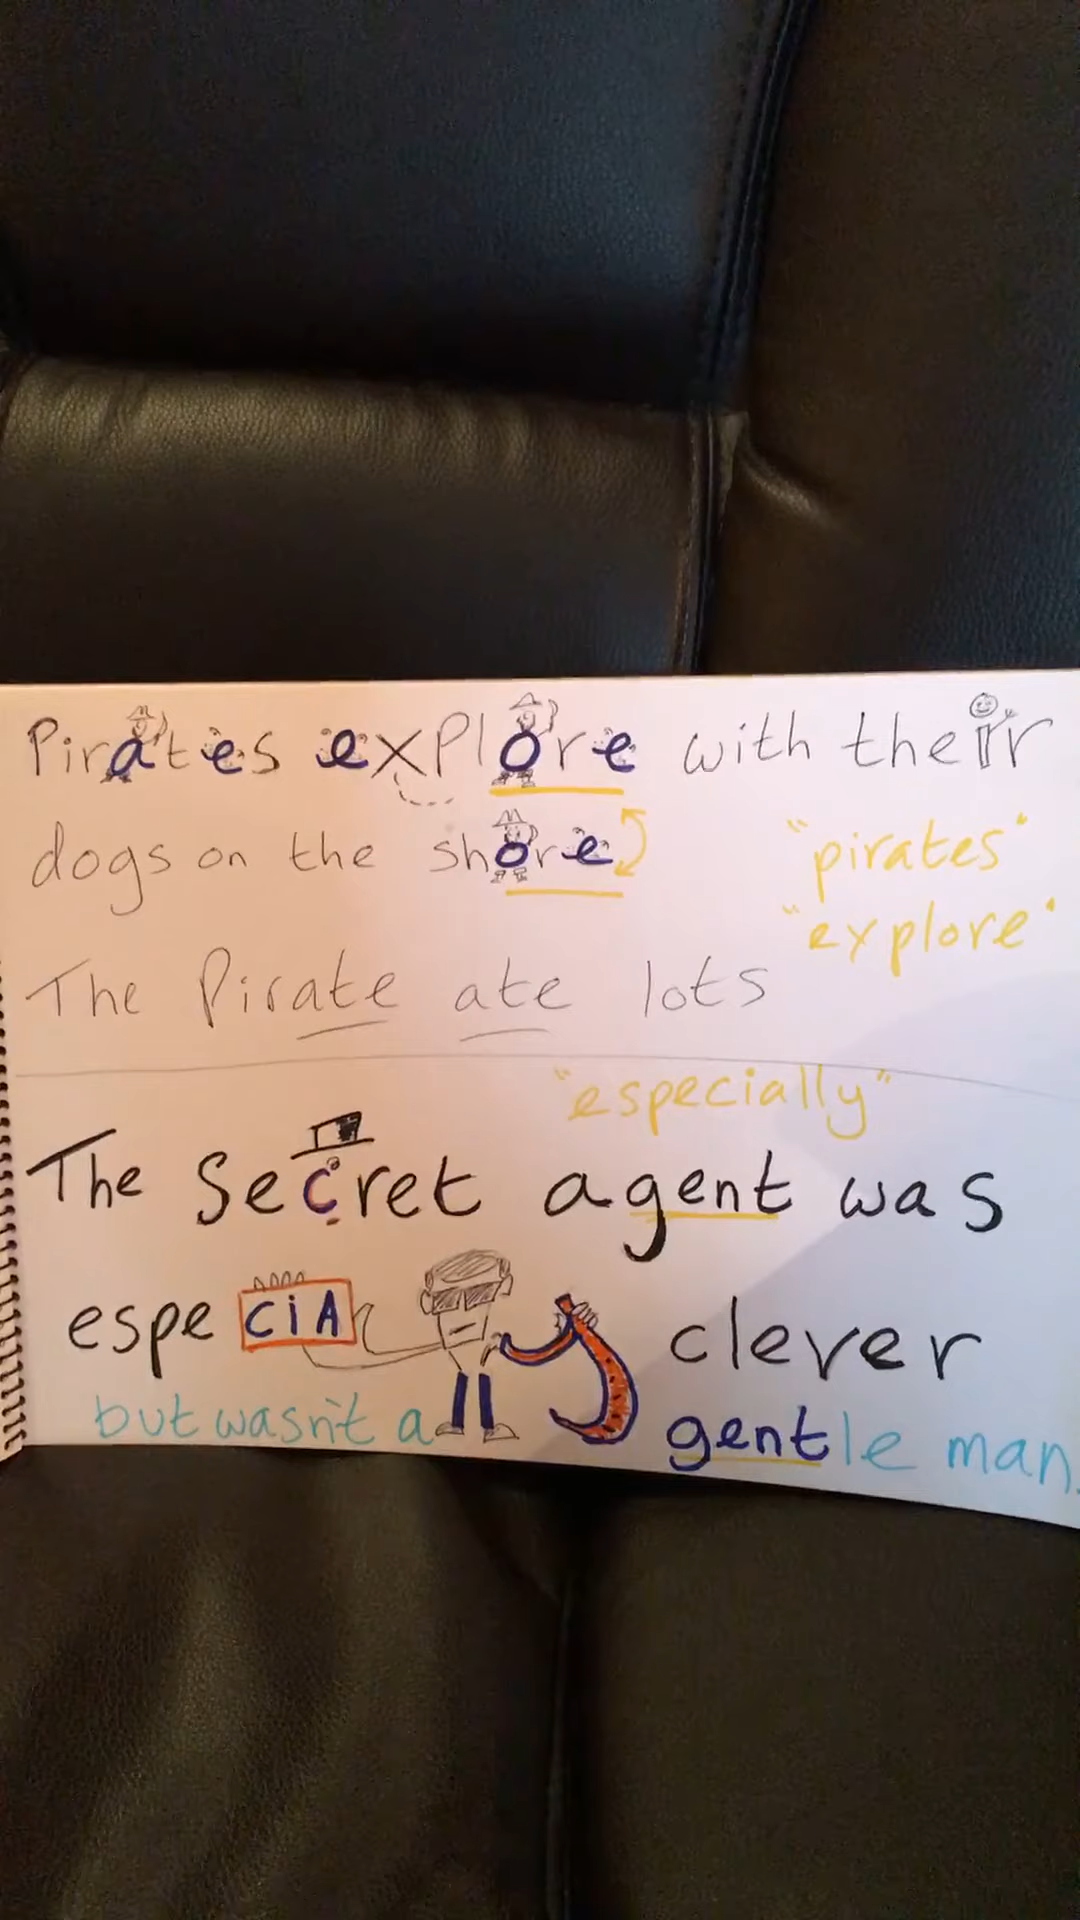 Pirates explore with their
dogs on the shore
"pirates"
"explore"
The Pirate ate lots
"especially"
The Secret agent was
espe CiA lly clever
but wasn't a gentle man.